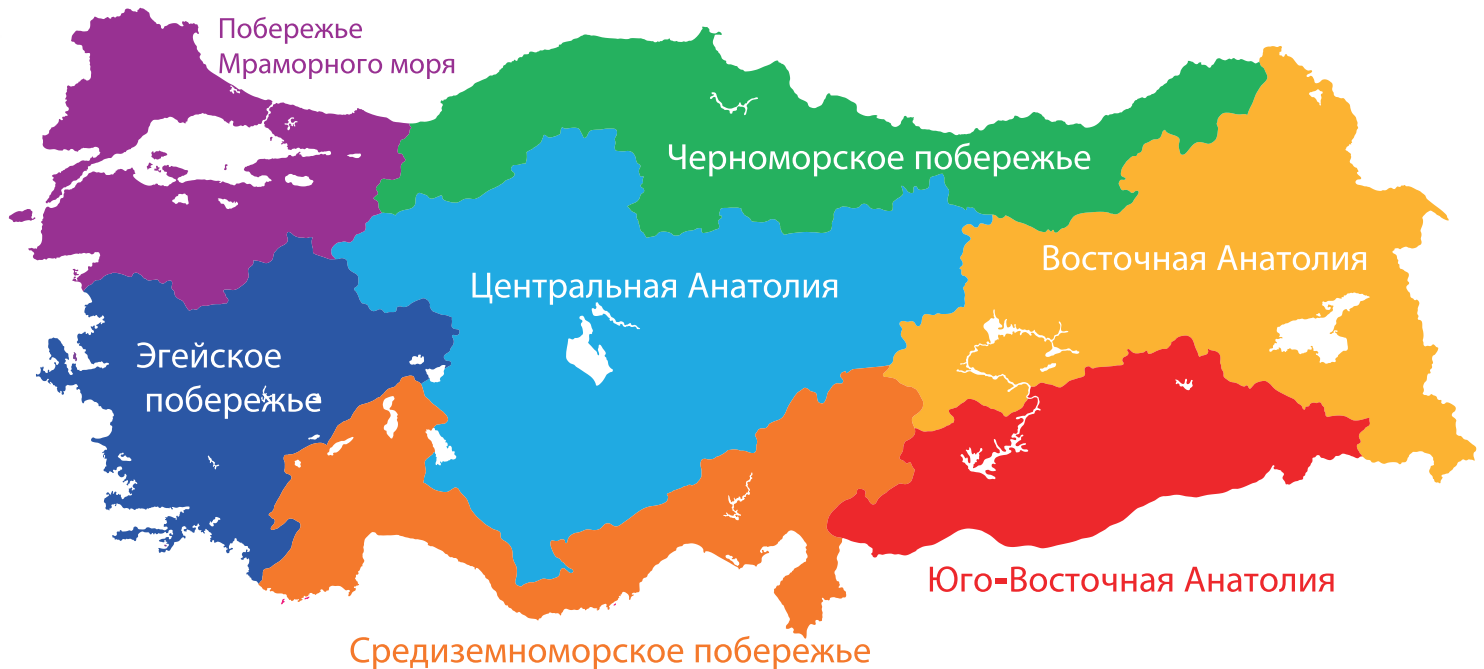 Побережье
Мраморного моря
Черноморское побережье
Восточная Анатолия
Центральная Анатолия
Эгейское
побережье
Юго-Восточная Анатолия
Средиземноморское побережье